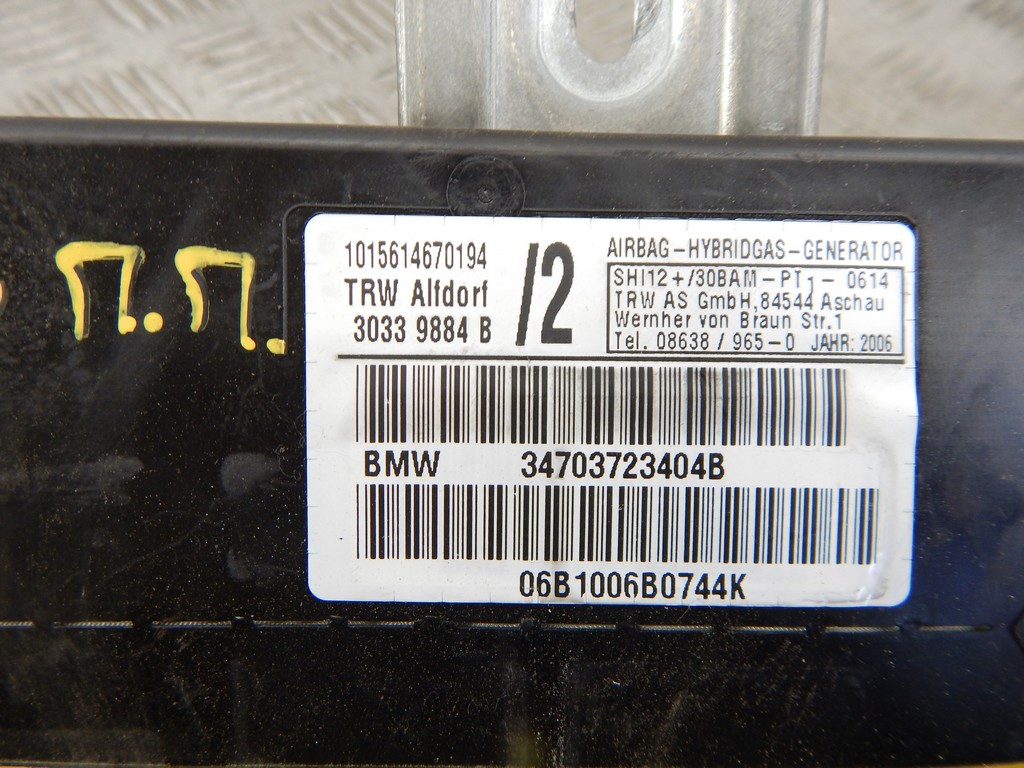 П.П.
1015614670194
TRW Alfdorf
3033 9884 B
/2
AIRBAG-HYBRIDGAS-GENERATOR
SHI12+/30BAM-PT1- 0614
TRW AS GmbH,84544 Aschau
Wernher von Braun Str.1
Tel. 08638/965-0 JAHR: 2006
BMW 34703723404B
06B1006B0744K